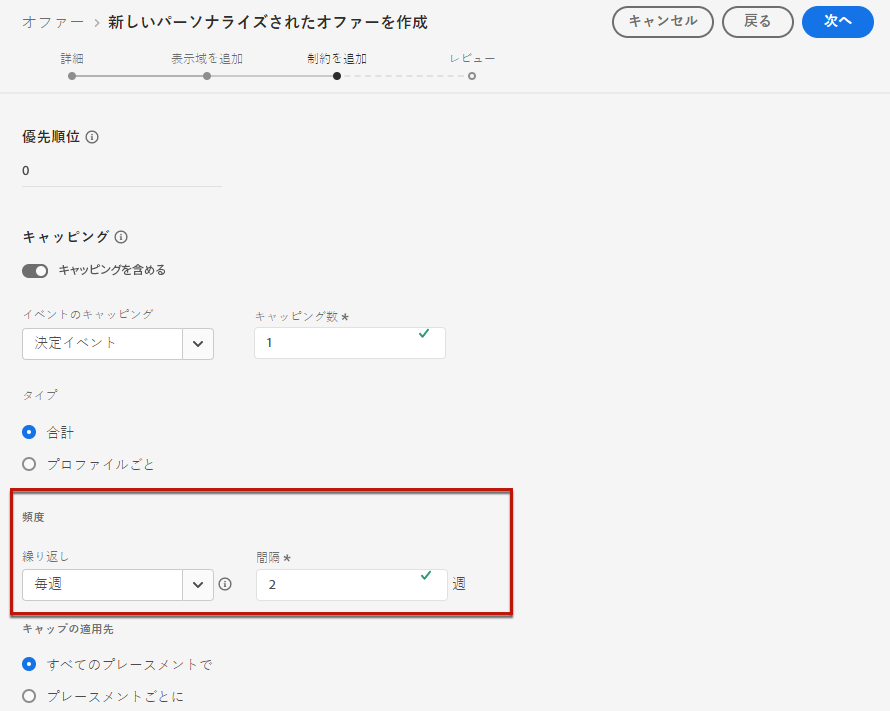 オファー > 新しいパーソナライズされたオファーを作成
キャンセル 戻る 次へ
詳細 表示域を追加 制約を追加 レビュー
優先順位
0
キャッピング
キャッピングを含める
イベントのキャッピング キャッピング数 *
決定イベント 1
タイプ
合計
プロファイルごと
頻度
繰り返し 間隔 *
毎週 2 週
キャップの適用先
すべてのプレースメントで
プレースメントごとに